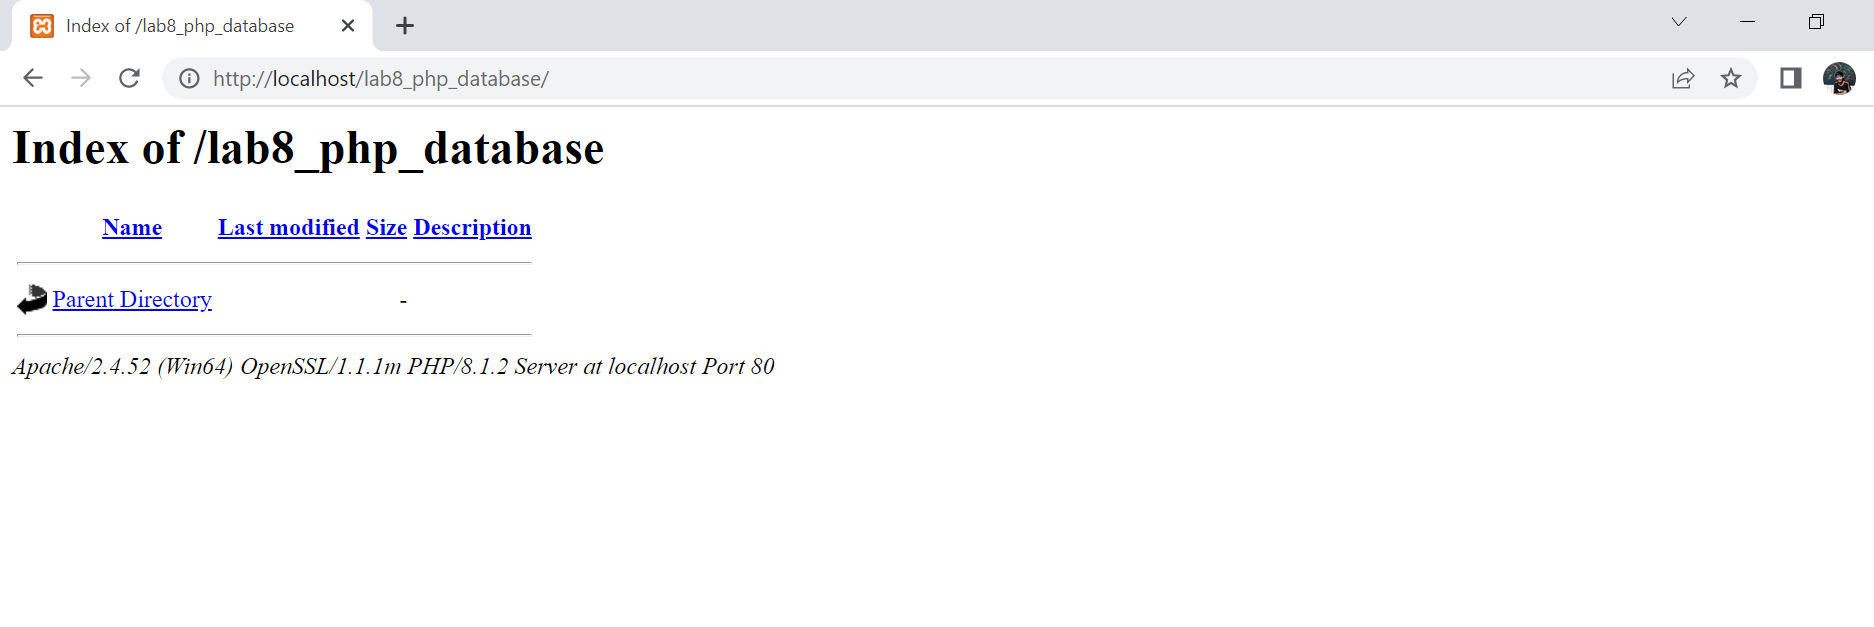 Index of /lab8_php_database
http://localhost/lab8_php_database/
Index of /lab8_php_database
Name Last modified Size Description
Parent Directory -
Apache/2.4.52 (Win64) OpenSSL/1.1.1m PHP/8.1.2 Server at localhost Port 80